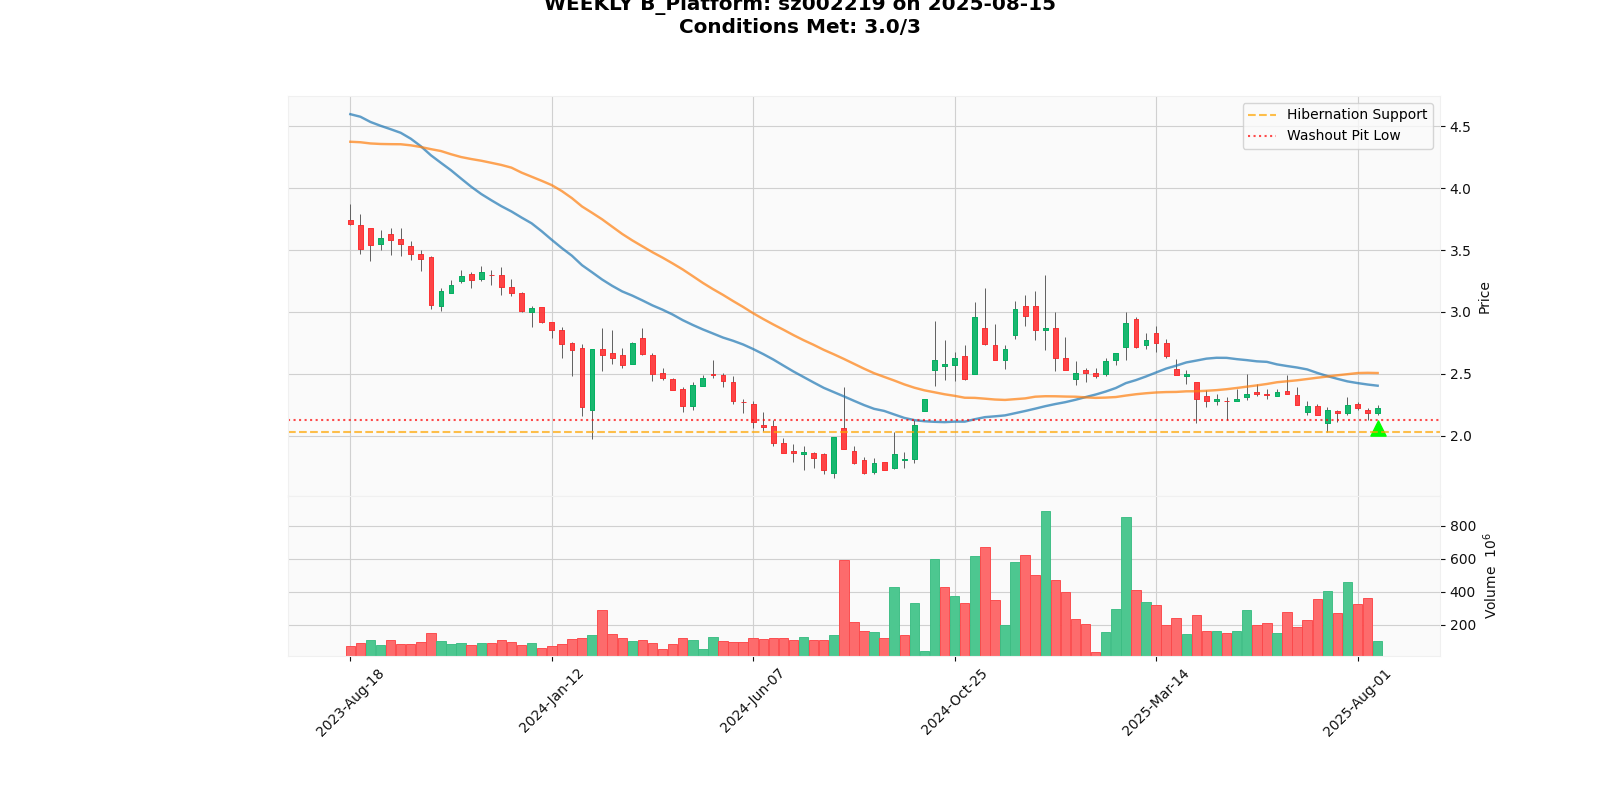 WEEKLY B_Platform: sz002219 on 2025-08-15
Conditions Met: 3.0/3
Hibernation Support
Washout Pit Low
4.5
4.0
3.5
3.0
2.5
2.0
Price
800
600
400
200
Volume 10⁶
2023-Aug-18
2024-Jan-12
2024-Jun-07
2024-Oct-25
2025-Mar-14
2025-Aug-01